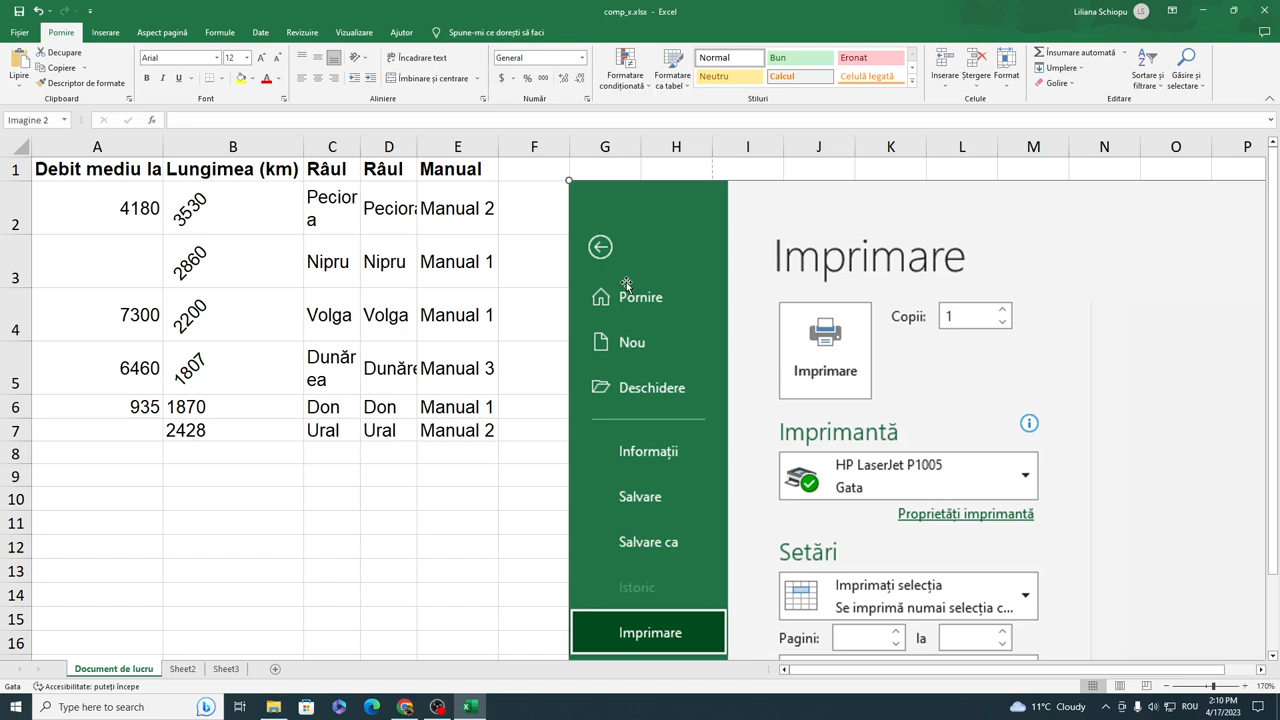 comp_x.xlsx - Excel
Liliana Schiopu
Fișier Pornire Inserare Aspect pagină Formule Date Revizuire Vizualizare Ajutor Spune-mi ce dorești să faci
Lipire
Decupare
Copiere
Descriptor de formate
Clipboard
Arial 12
B I U
Font
Încadrare text
Îmbinare și centrare
Aliniere
General
Număr
Formatare condiționată
Formatare ca tabel
Normal Bun Eronat
Neutru Calcul Celulă legată
Stiluri
Inserare Ștergere Format
Celule
Însumare automată
Umplere
Golire
Sortare și filtrare
Găsire și selectare
Editare
Imagine 2
A B C D E F G H I J K L M N O P
1 Debit mediu la Lungimea (km) Râul Râul Manual
2 4180 3530 Pecior
a Pecior Manual 2
3 2860 Nipru Nipru Manual 1
4 7300 2200 Volga Volga Manual 1
5 6460 1807 Dunăr
ea Dunăre Manual 3
6 935 1870 Don Don Manual 1
7 2428 Ural Ural Manual 2
8
9
10
11
12
13
14
15
16
Pornire
Nou
Deschidere
Informații
Salvare
Salvare ca
Istoric
Imprimare
Imprimare
Imprimare
Copii: 1
Imprimantă
HP LaserJet P1005
Gata
Proprietăți imprimantă
Setări
Imprimați selecția
Se imprimă numai selecția c...
Pagini: la
Document de lucru Sheet2 Sheet3
Gata Accesibilitate: puteți începe
170%
Type here to search
11°C Cloudy
ROU
2:10 PM
4/17/2023